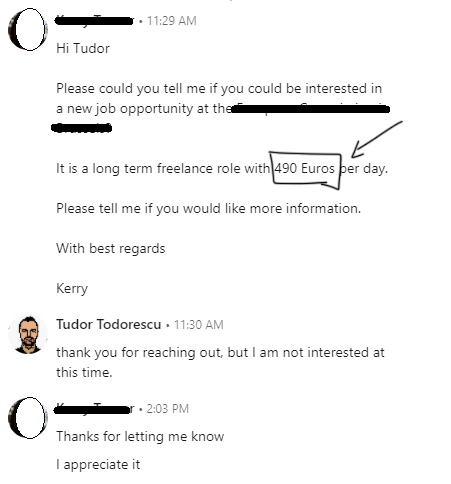 • 11:29 AM
Hi Tudor
Please could you tell me if you could be interested in
a new job opportunity at the
It is a long term freelance role with 490 Euros per day.
Please tell me if you would like more information.
With best regards
Kerry
Tudor Todorescu • 11:30 AM
thank you for reaching out, but I am not interested at
this time.
• 2:03 PM
Thanks for letting me know
I appreciate it